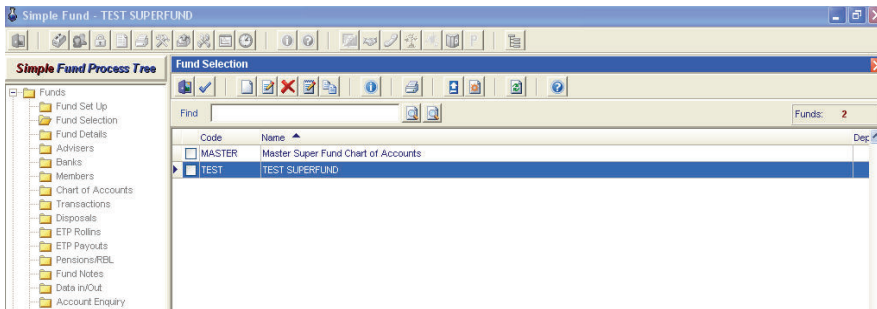 Simple Fund - TEST SUPERFUND
Simple Fund Process Tree
Fund Selection
Funds
Fund Set Up
Fund Selection
Fund Details
Advisers
Banks
Members
Chart of Accounts
Transactions
Disposals
ETP Rollins
ETP Payouts
Pensions/RBL
Fund Notes
Data in/Out
Account Enquiry
Find
Funds: 2
Code Name Dep
MASTER Master Super Fund Chart of Accounts
TEST TEST SUPERFUND